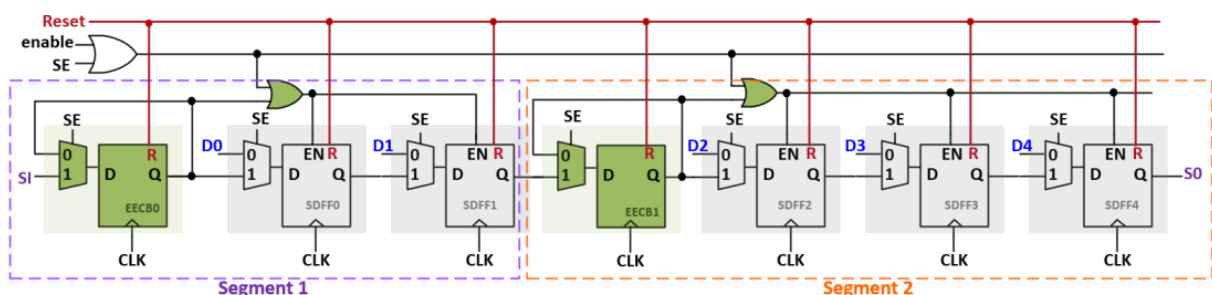 Reset
enable
SE
SE SE SE SE SE SE SE
D0 D1 D2 D3 D4
0 R 0 EN R 0 EN R 0 R 0 EN R 0 EN R 0 EN R
SI 1 D Q 1 D Q 1 D Q 1 D Q 1 D Q 1 D Q 1 D Q S0
EECB0 SDFF0 SDFF1 EECB1 SDFF2 SDFF3 SDFF4
CLK CLK CLK CLK CLK CLK CLK
Segment 1 Segment 2